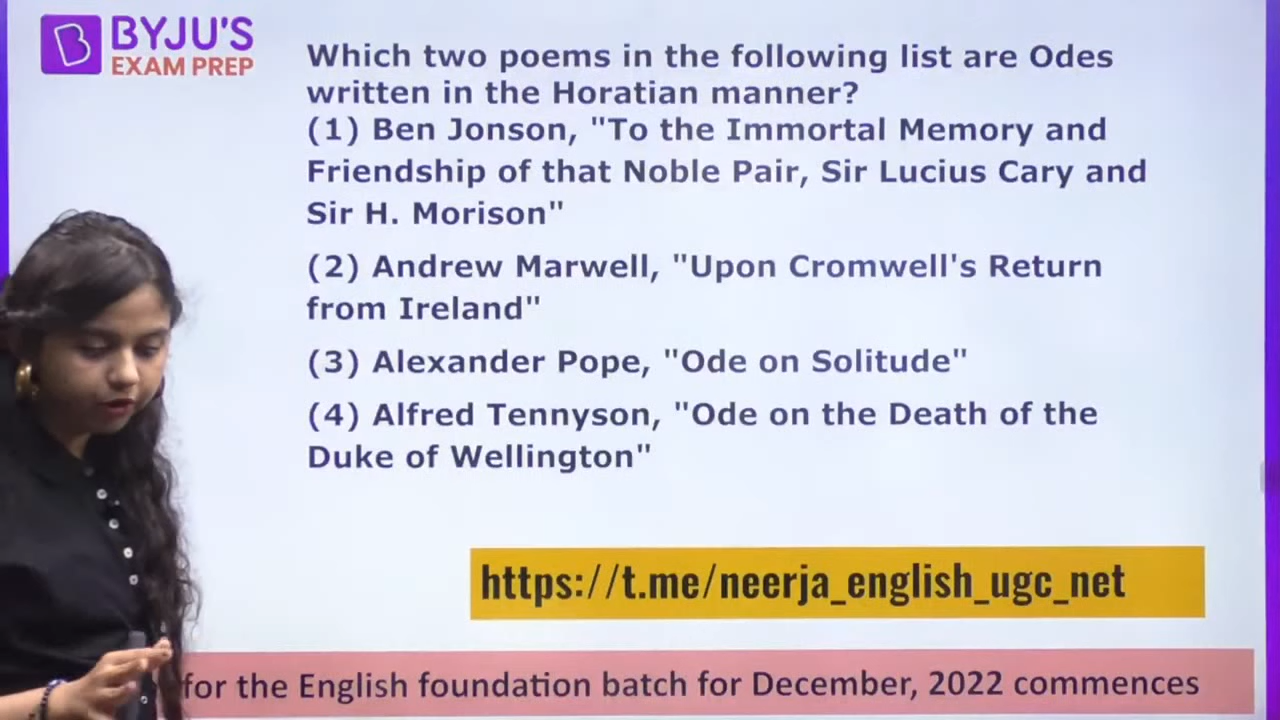 BYJU'S
EXAM PREP
Which two poems in the following list are Odes
written in the Horatian manner?
(1) Ben Jonson, "To the Immortal Memory and
Friendship of that Noble Pair, Sir Lucius Cary and
Sir H. Morison"
(2) Andrew Marwell, "Upon Cromwell's Return
from Ireland"
(3) Alexander Pope, "Ode on Solitude"
(4) Alfred Tennyson, "Ode on the Death of the
Duke of Wellington"
https://t.me/neerja_english_ugc_net
for the English foundation batch for December, 2022 commences